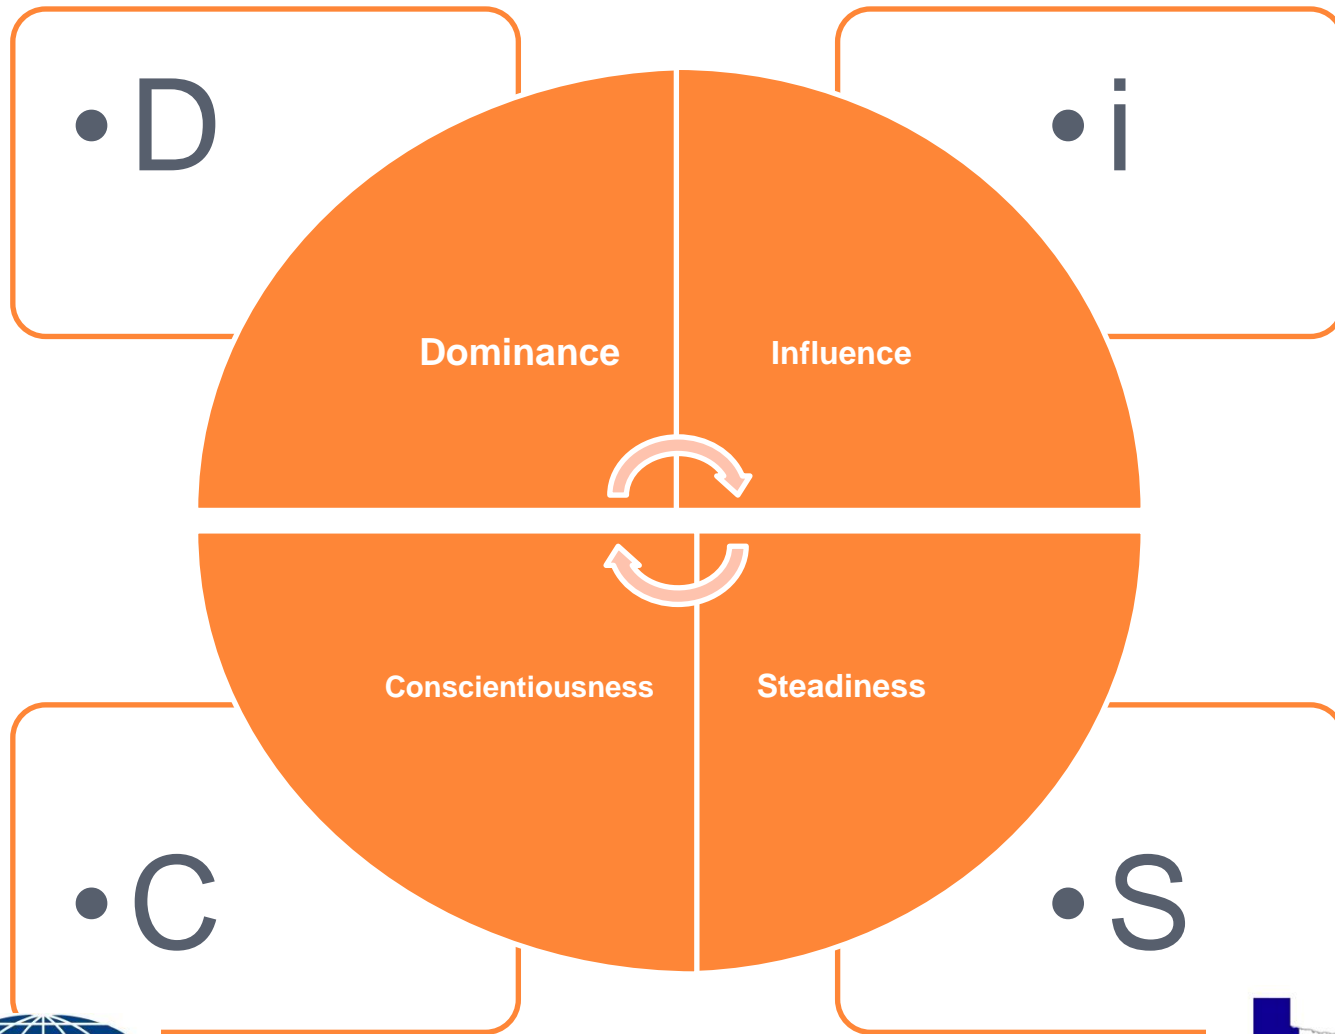 •D
•i
Dominance
Influence
Conscientiousness
Steadiness
•C
•S